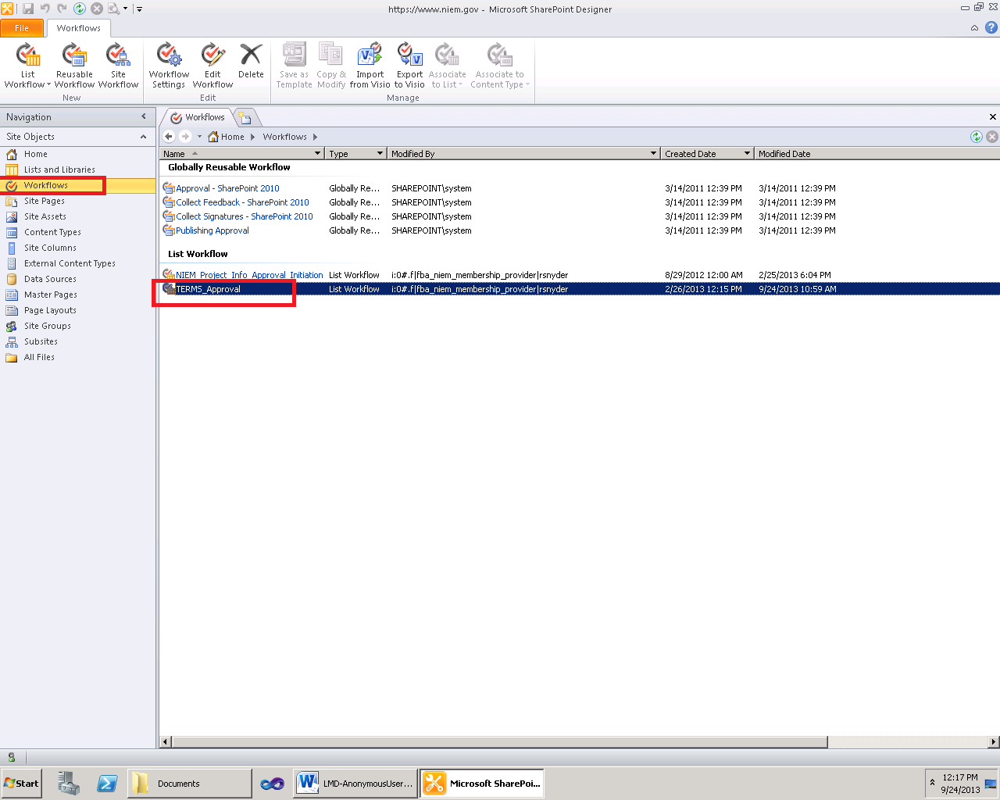 https://www.niem.gov - Microsoft SharePoint Designer
File
Workflows
List Workflow
Reusable Workflow
Site Workflow
New
Workflow Settings
Edit Workflow
Delete
Edit
Save as Template
Copy & Modify
Import from Visio
Export to Visio
Associate to List
Associate to Content Type
Manage
Navigation
Site Objects
Home
Lists and Libraries
Workflows
Site Pages
Site Assets
Content Types
Site Columns
External Content Types
Data Sources
Master Pages
Page Layouts
Site Groups
Subsites
All Files
Workflows
Home Workflows
Name Type Modified By Created Date Modified Date
Globally Reusable Workflow
Approval - SharePoint 2010 Globally Re... SHAREPOINT\system 3/14/2011 12:39 PM 3/14/2011 12:39 PM
Collect Feedback - SharePoint 2010 Globally Re... SHAREPOINT\system 3/14/2011 12:39 PM 3/14/2011 12:39 PM
Collect Signatures - SharePoint 2010 Globally Re... SHAREPOINT\system 3/14/2011 12:39 PM 3/14/2011 12:39 PM
Publishing Approval Globally Re... SHAREPOINT\system 3/14/2011 12:39 PM 3/14/2011 12:39 PM
List Workflow
NIEM_Project_Info_Approval_Initiation List Workflow i:0#.f|fba_niem_membership_provider|rsnyder 8/29/2012 12:00 AM 2/25/2013 6:04 PM
TERMS_Approval List Workflow i:0#.f|fba_niem_membership_provider|rsnyder 2/26/2013 12:15 PM 9/24/2013 10:59 AM
Start
Documents
LMD-AnonymousUser...
Microsoft SharePoi...
12:17 PM
9/24/2013